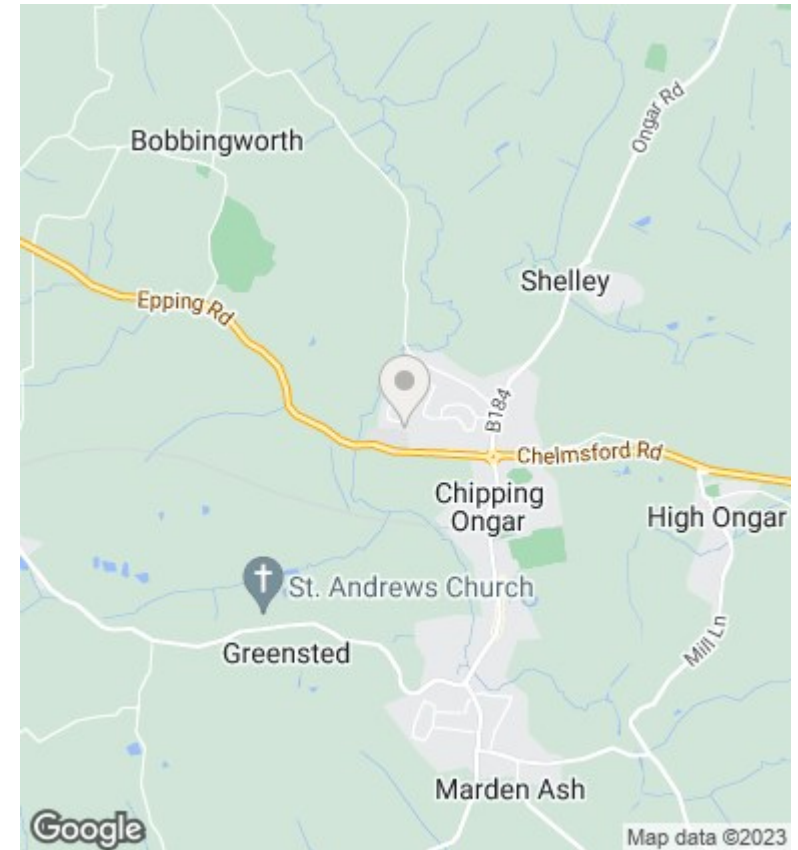 Bobbingworth
Ongar Rd
Shelley
Epping Rd
B184
Chelmsford Rd
Chipping
Ongar
High Ongar
St. Andrews Church
Greensted
Mill Ln
Marden Ash
Google
Map data ©2023